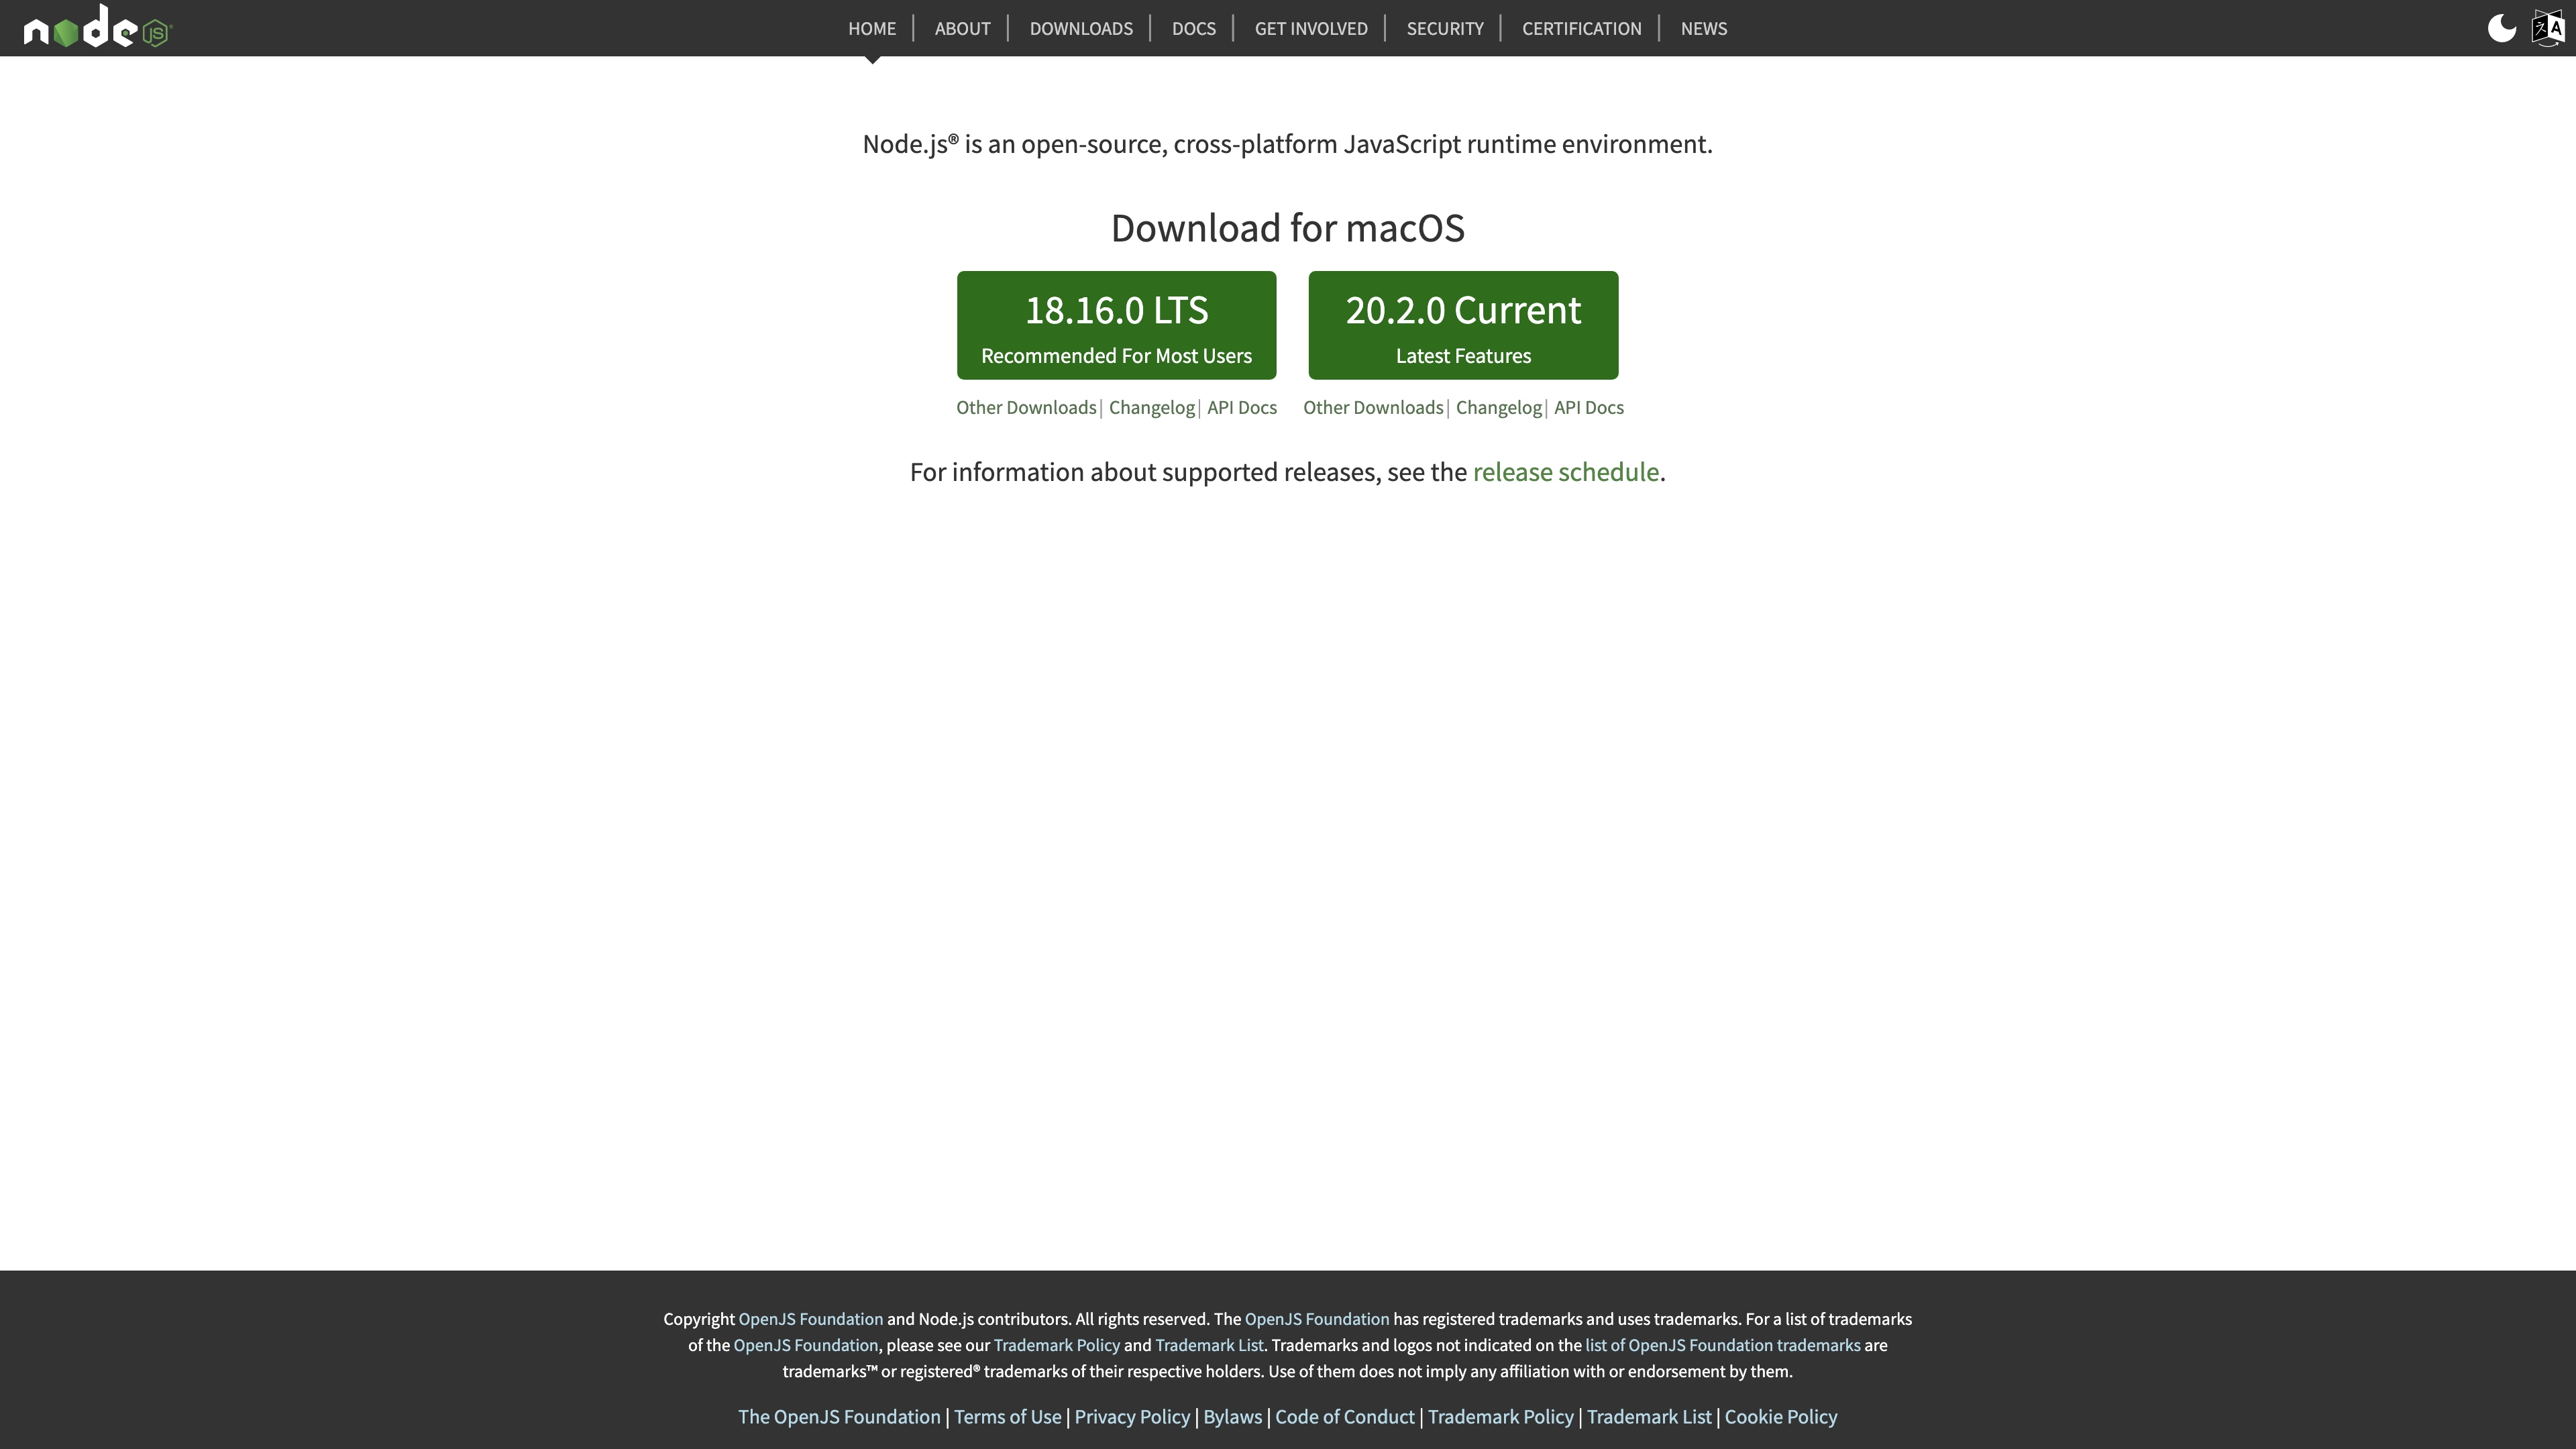 node JS
HOME | ABOUT | DOWNLOADS | DOCS | GET INVOLVED | SECURITY | CERTIFICATION | NEWS
Node.js® is an open-source, cross-platform JavaScript runtime environment.
Download for macOS
18.16.0 LTS
Recommended For Most Users
20.2.0 Current
Latest Features
Other Downloads | Changelog | API Docs
Other Downloads | Changelog | API Docs
For information about supported releases, see the release schedule.
Copyright OpenJS Foundation and Node.js contributors. All rights reserved. The OpenJS Foundation has registered trademarks and uses trademarks. For a list of trademarks
of the OpenJS Foundation, please see our Trademark Policy and Trademark List. Trademarks and logos not indicated on the list of OpenJS Foundation trademarks are
trademarks™ or registered® trademarks of their respective holders. Use of them does not imply any affiliation with or endorsement by them.
The OpenJS Foundation | Terms of Use | Privacy Policy | Bylaws | Code of Conduct | Trademark Policy | Trademark List | Cookie Policy